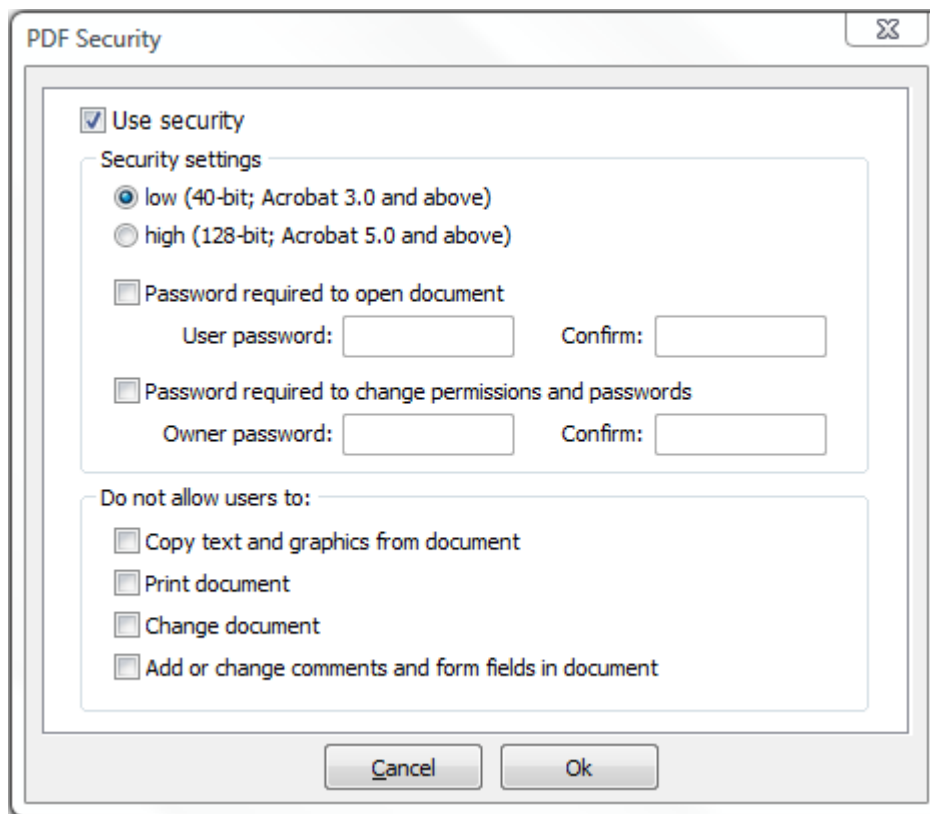 PDF Security
Use security
Security settings
low (40-bit; Acrobat 3.0 and above)
high (128-bit; Acrobat 5.0 and above)
Password required to open document
User password: Confirm:
Password required to change permissions and passwords
Owner password: Confirm:
Do not allow users to:
Copy text and graphics from document
Print document
Change document
Add or change comments and form fields in document
Cancel Ok